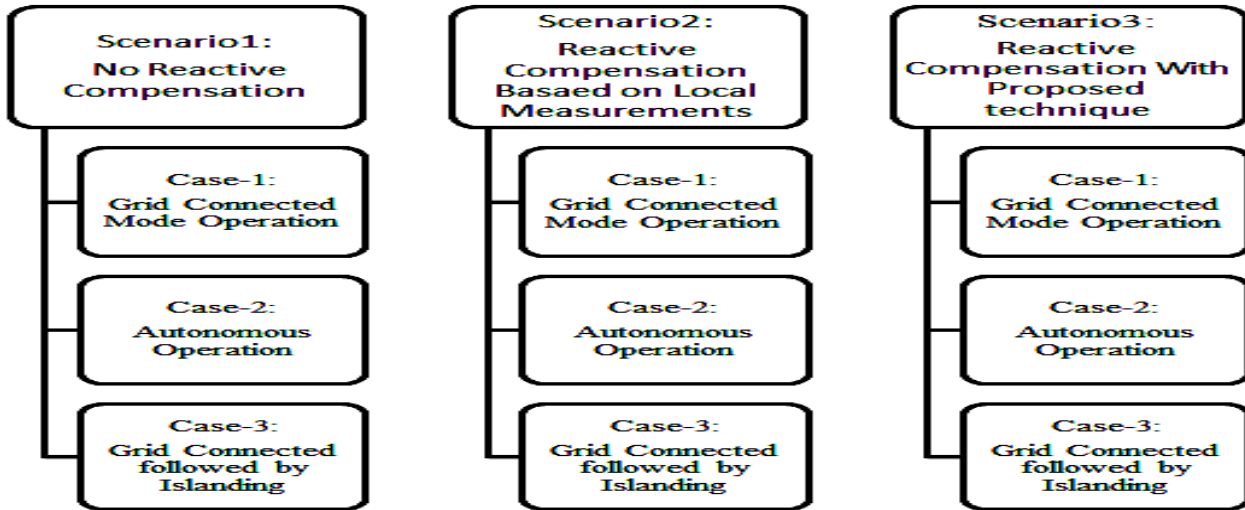 Scenario1:
No Reactive
Compensation
Case-1:
Grid Connected
Mode Operation
Case-2:
Autonomous
Operation
Case-3:
Grid Connected
followed by
Islanding
Scenario2:
Reactive
Compensation
Basaed on Local
Measurements
Case-1:
Grid Connected
Mode Operation
Case-2:
Autonomous
Operation
Case-3:
Grid Connected
followed by
Islanding
Scenario3:
Reactive
Compensation With
Proposed
technique
Case-1:
Grid Connected
Mode Operation
Case-2:
Autonomous
Operation
Case-3:
Grid Connected
followed by
Islanding